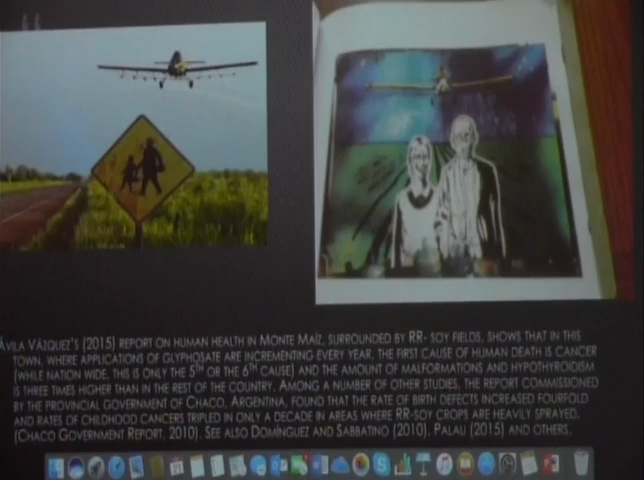 ÁVILA VÁZQUEZ'S (2015) REPORT ON HUMAN HEALTH IN MONTE MAÍZ, SURROUNDED BY RR- SOY FIELDS, SHOWS THAT IN THIS
TOWN, WHERE APPLICATIONS OF GLYPHOSATE ARE INCREMENTING EVERY YEAR, THE FIRST CAUSE OF HUMAN DEATH IS CANCER
(WHILE NATION WIDE, THIS IS ONLY THE 5TH OR THE 6TH CAUSE) AND THE AMOUNT OF MALFORMATIONS AND HYPOTHYROIDISM
IS THREE TIMES HIGHER THAN IN THE REST OF THE COUNTRY. AMONG A NUMBER OF OTHER STUDIES, THE REPORT COMMISSIONED
BY THE PROVINCIAL GOVERNMENT OF CHACO, ARGENTINA, FOUND THAT THE RATE OF BIRTH DEFECTS INCREASED FOURFOLD
AND RATES OF CHILDHOOD CANCERS TRIPLED IN ONLY A DECADE IN AREAS WHERE RR-SOY CROPS ARE HEAVILY SPRAYED.
(CHACO GOVERNMENT REPORT, 2010). SEE ALSO DOMÍNGUEZ AND SABBATINO (2010), PALAU (2015) AND OTHERS.